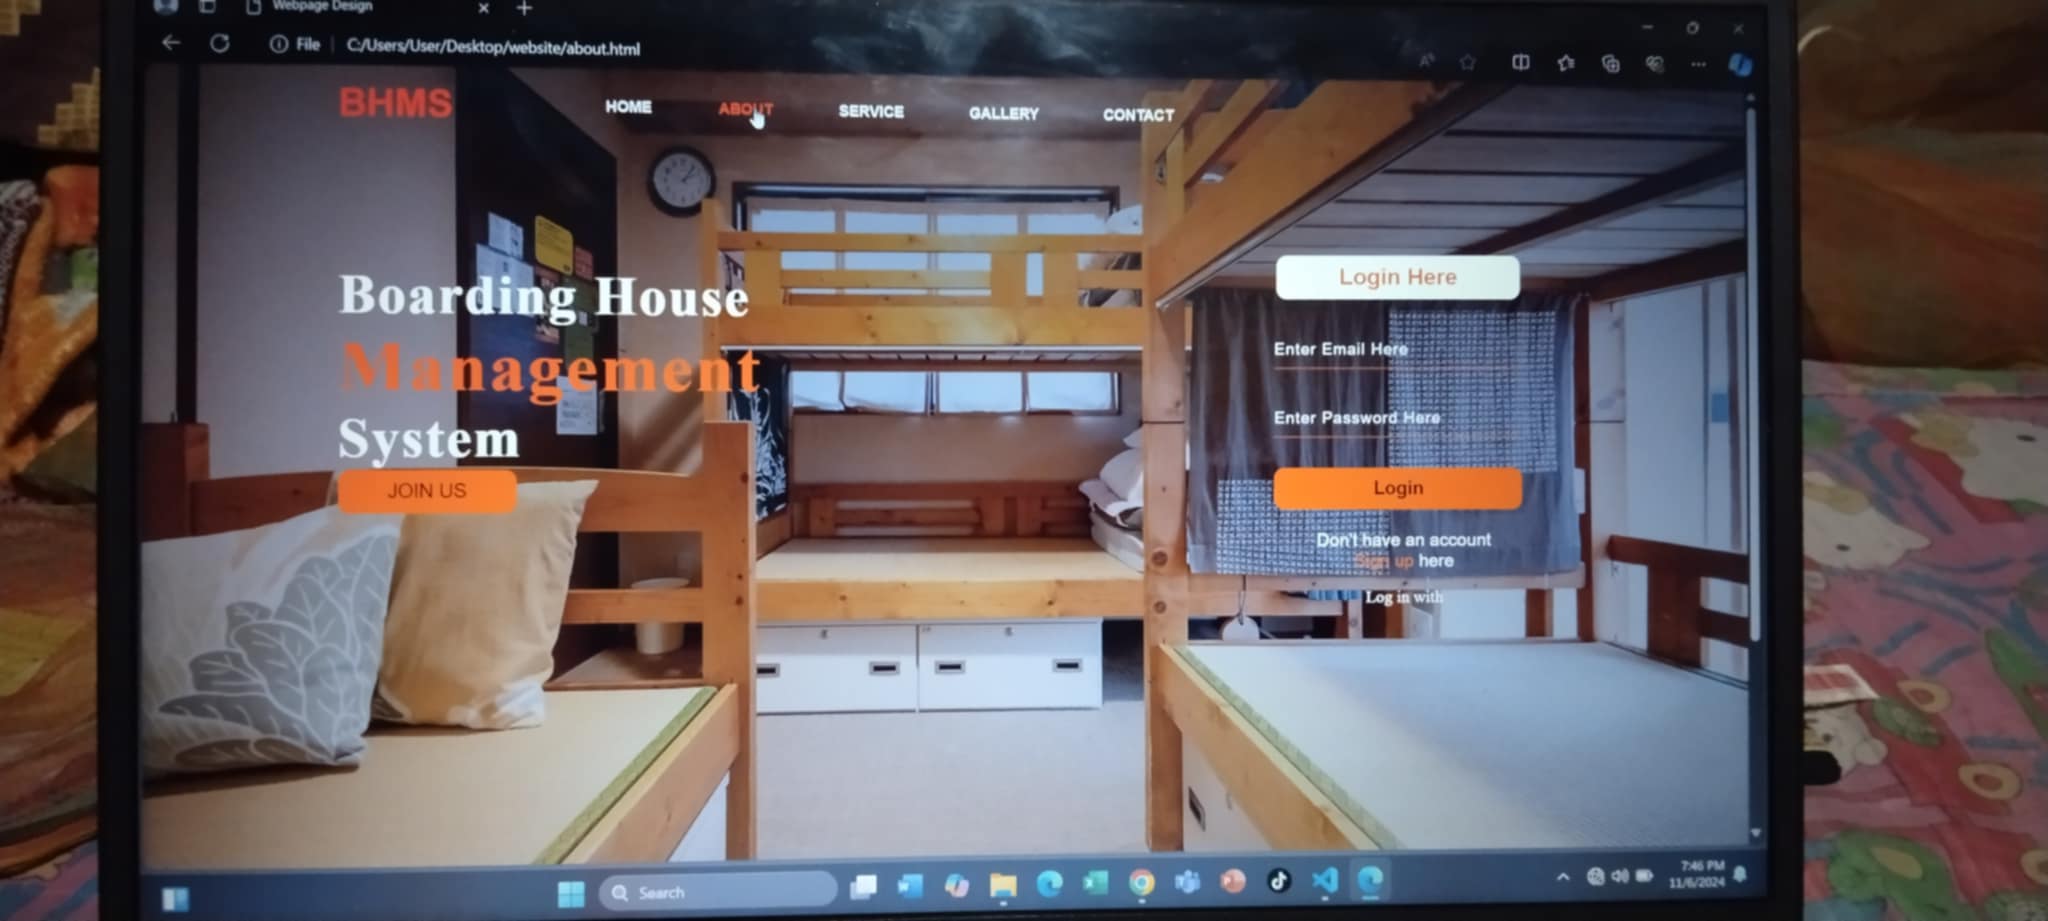 Webpage Design
File
C:/Users/User/Desktop/website/about.html
BHMS
HOME
ABOUT
SERVICE
GALLERY
CONTACT
Boarding House
Management
System
JOIN US
Login Here
Enter Email Here
Enter Password Here
Login
Don't have an account
Sign up here
Log in with
Search
7:46 PM
11/6/2024